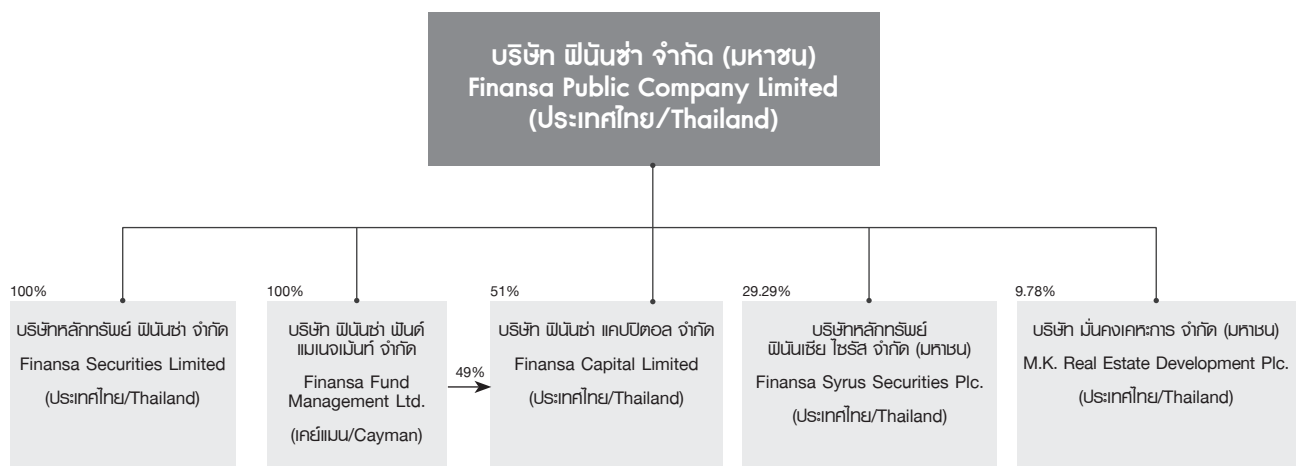 บริษัท ฟินันซ่า จำกัด (มหาชน)
Finansa Public Company Limited
(ประเทศไทย/Thailand)
100%
บริษัทหลักทรัพย์ ฟินันซ่า จำกัด
Finansa Securities Limited
(ประเทศไทย/Thailand)
100%
บริษัท ฟินันซ่า ฟันด์
แมเนจเม้นท์ จำกัด
Finansa Fund
Management Ltd.
(เคย์แมน/Cayman)
49%
51%
บริษัท ฟินันซ่า แคปปิตอล จำกัด
Finansa Capital Limited
(ประเทศไทย/Thailand)
29.29%
บริษัทหลักทรัพย์
ฟินันเซีย ไซรัส จำกัด (มหาชน)
Finansa Syrus Securities Plc.
(ประเทศไทย/Thailand)
9.78%
บริษัท มั่นคงเคหะการ จำกัด (มหาชน)
M.K. Real Estate Development Plc.
(ประเทศไทย/Thailand)